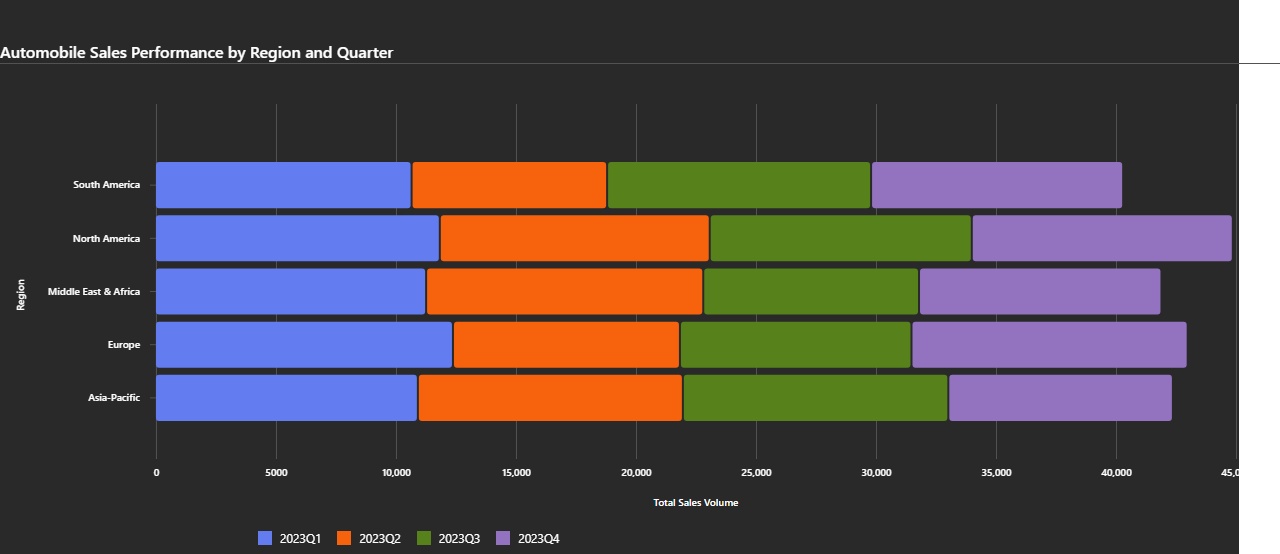 Automobile Sales Performance by Region and Quarter
South America
North America
Middle East & Africa
Europe
Asia-Pacific
Region
0 5000 10,000 15,000 20,000 25,000 30,000 35,000 40,000 45,0
Total Sales Volume
2023Q1 2023Q2 2023Q3 2023Q4